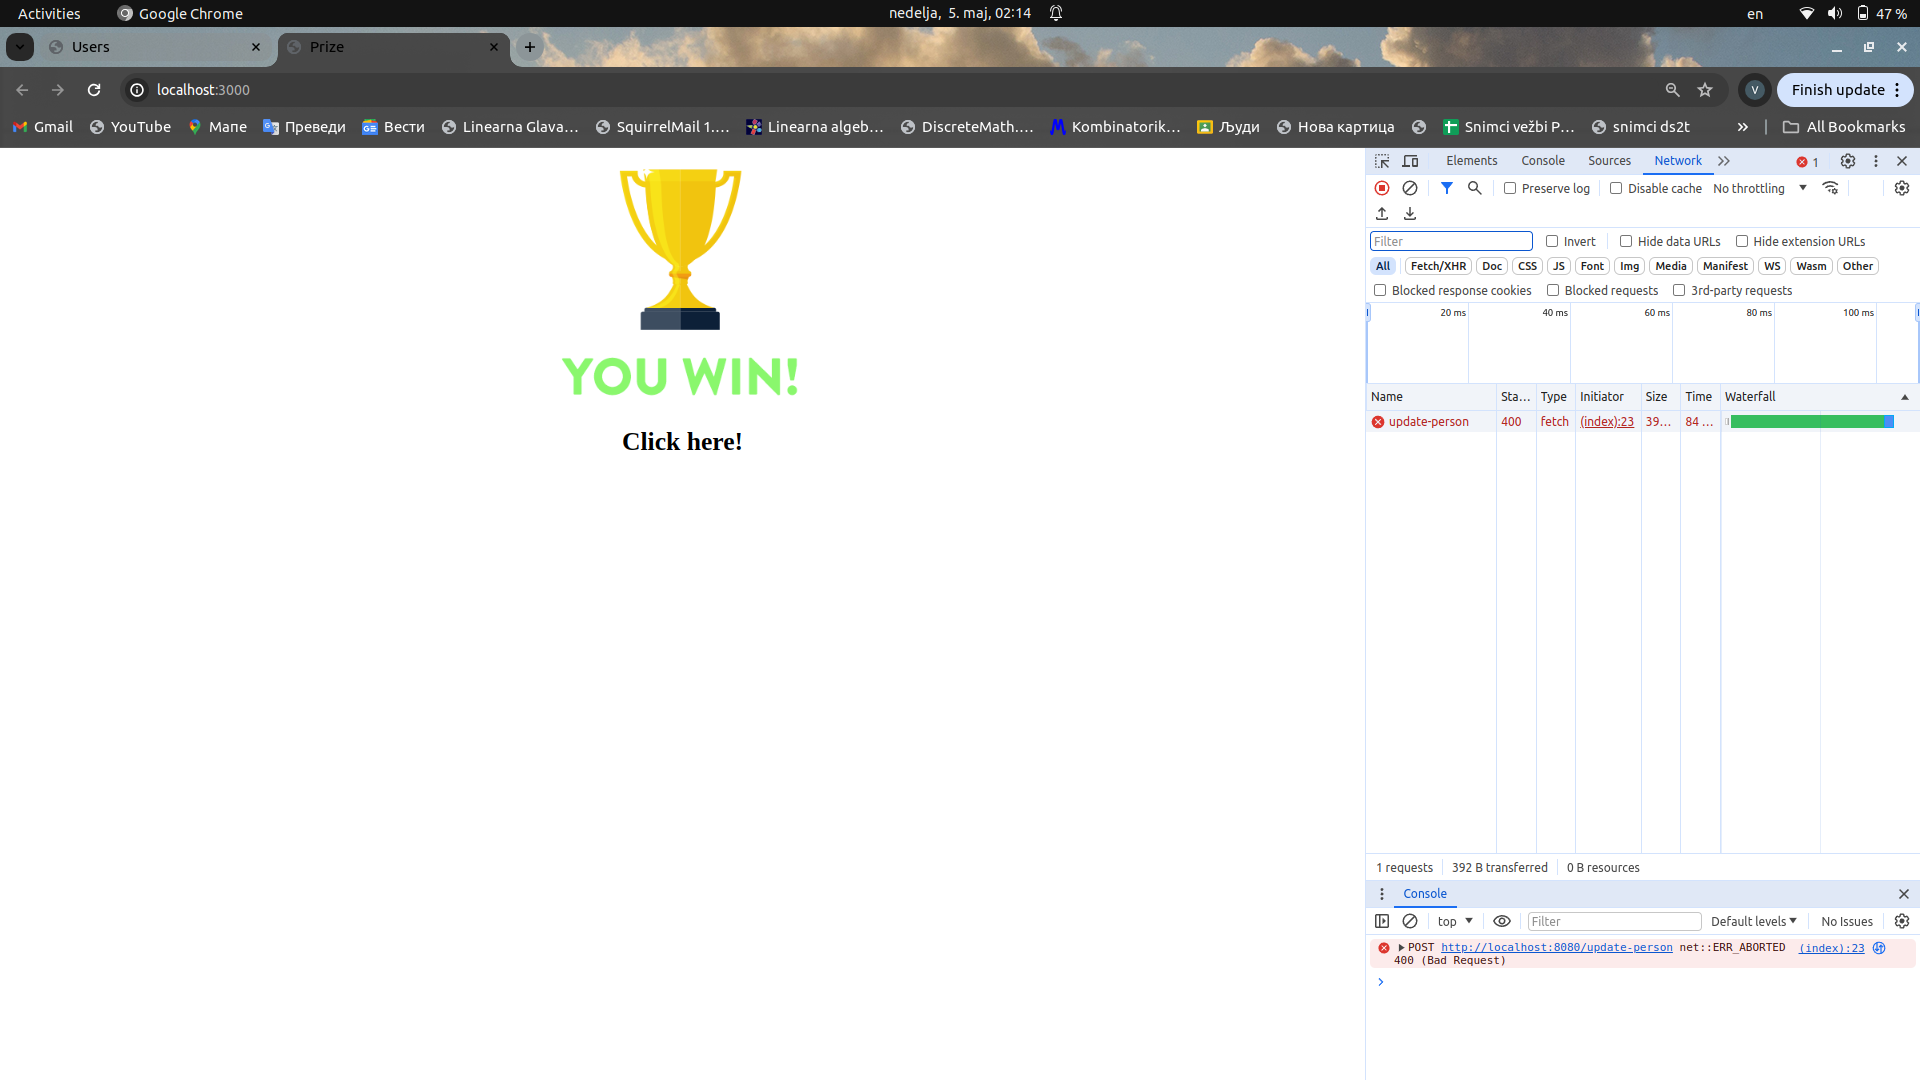 Activities Google Chrome nedelja, 5. maj, 02:14 en 47 %
Users Prize
localhost:3000 V Finish update
Gmail YouTube Мапе Преведи Вести Linearna Glava… SquirrelMail 1.… Linearna algeb… DiscreteMath.… Kombinatorik… Људи Нова картица Snimci vežbi P… snimci ds2t » All Bookmarks
YOU WIN!
Click here!
Elements Console Sources Network 1
Preserve log Disable cache No throttling
Filter Invert Hide data URLs Hide extension URLs
All Fetch/XHR Doc CSS JS Font Img Media Manifest WS Wasm Other
Blocked response cookies Blocked requests 3rd-party requests
20 ms 40 ms 60 ms 80 ms 100 ms
Name Sta… Type Initiator Size Time Waterfall
update-person 400 fetch (index):23 39… 84 …
1 requests 392 B transferred 0 B resources
Console
top Filter Default levels No Issues
POST http://localhost:8080/update-person net::ERR_ABORTED (index):23
400 (Bad Request)